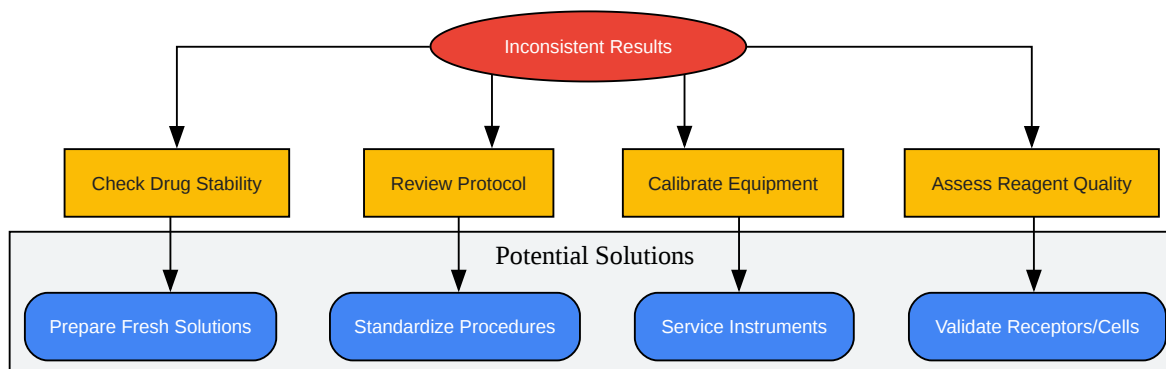 Inconsistent Results
Check Drug Stability
Review Protocol
Calibrate Equipment
Assess Reagent Quality
Potential Solutions
Prepare Fresh Solutions
Standardize Procedures
Service Instruments
Validate Receptors/Cells